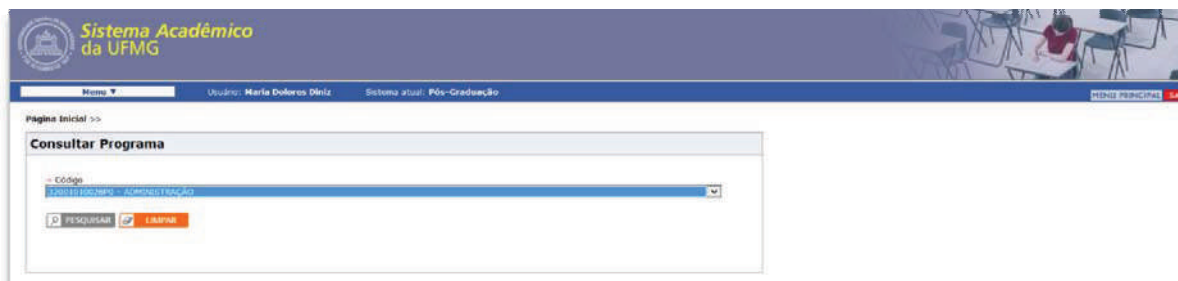 Sistema Acadêmico
da UFMG
Menu ▼ Usuário: Maria Dolores Diniz Sistema atual: Pós-Graduação MENU PRINCIPAL
Página Inicial >>
Consultar Programa
Código
32001010026P0 - ADMINISTRAÇÃO
PESQUISAR LIMPAR